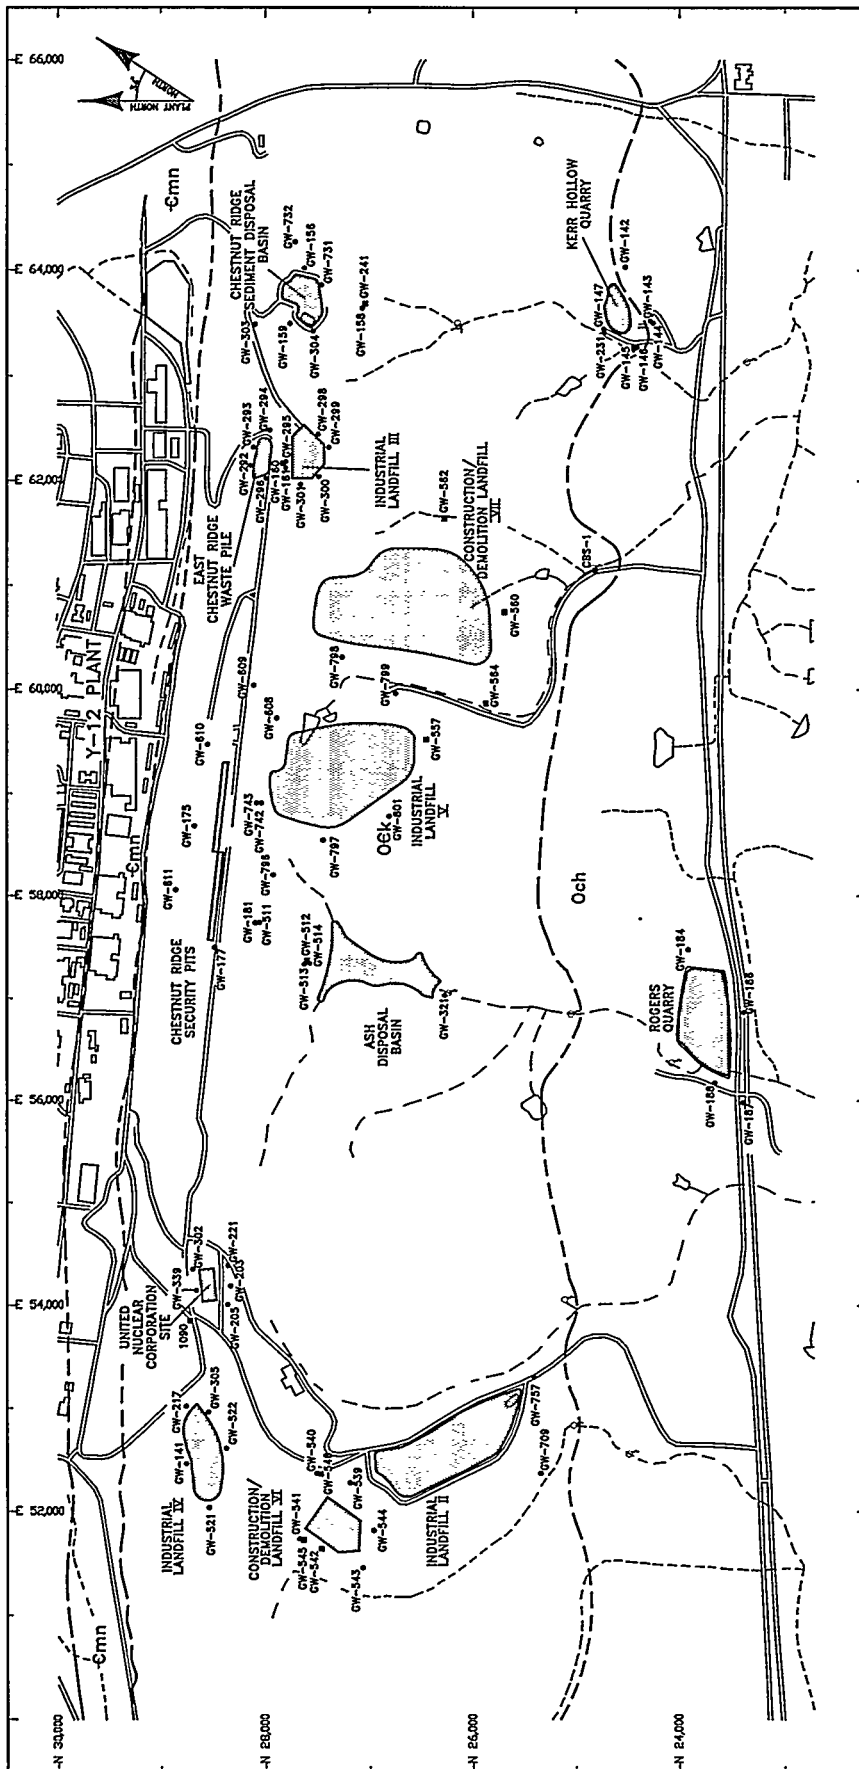 E 66,000
PLANT NORTH
34°
NORTH
-Cmn
CHESTNUT RIDGE
SEDIMENT DISPOSAL
BASIN
GW-732
GW-156
GW-731
E 64,000
GW-303
GW-159
GW-304
GW-158
GW-241
KERR HOLLOW
QUARRY
GW-142
GW-147
GW-143
GW-231
GW-145
GW-146
GW-144
GW-293
GW-294
GW-295
GW-298
GW-299
GW-292
E 62,000
GW-296
GW-160
GW-161
GW-301
GW-300
INDUSTRIAL
LANDFILL III
EAST
CHESTNUT RIDGE
WASTE PILE
GW-562
CONSTRUCTION/
DEMOLITION LANDFILL
VII
CBS-1
GW-560
GW-564
Y-12 PLANT
E 60,000
GW-609
GW-798
GW-799
GW-608
GW-610
GW-557
GW-175
GW-743
GW-742
GW-801
O-Ck
INDUSTRIAL
LANDFILL
V
GW-797
-Cmn
GW-611
GW-796
E 58,000
GW-181
GW-511
Och
CHESTNUT RIDGE
SECURITY PITS
GW-177
GW-512
GW-513
GW-514
GW-184
ASH
DISPOSAL
BASIN
GW-321
ROGERS
QUARRY
GW-186
E 56,000
GW-188
GW-187
GW-302
GW-221
GW-339
GW-203
E 54,000
UNITED
NUCLEAR
CORPORATION
SITE
1090
GW-205
GW-217
GW-305
GW-522
GW-141
GW-540
GW-757
GW-539
GW-709
E 52,000
INDUSTRIAL
LANDFILL IV
GW-521
CONSTRUCTION/
DEMOLITION
LANDFILL VI
GW-541
GW-545
GW-542
GW-544
GW-543
INDUSTRIAL
LANDFILL II
-Cmn
N 30,000
N 28,000
N 26,000
N 24,000